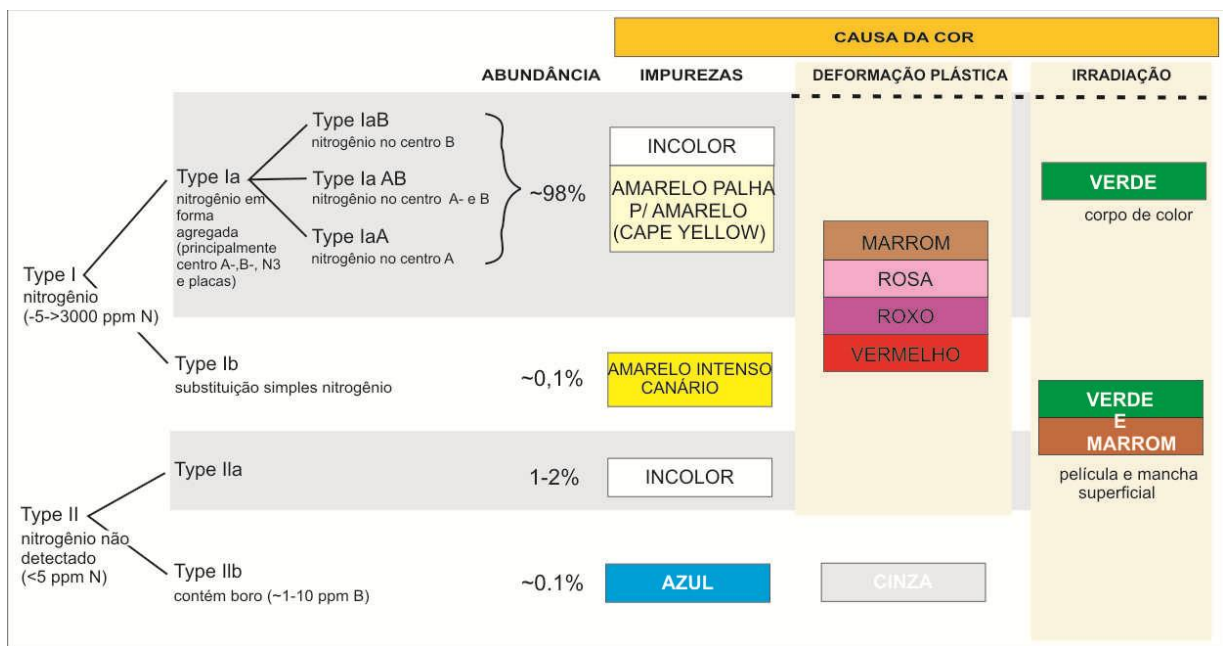 CAUSA DA COR
ABUNDÂNCIA
IMPUREZAS
DEFORMAÇÃO PLÁSTICA
IRRADIAÇÃO
Type I
nitrogênio
(-5->3000 ppm N)
Type Ia
nitrogênio em
forma
agregada
(principalmente
centro A-,B-, N3
e placas)
Type IaB
nitrogênio no centro B
Type Ia AB
nitrogênio no centro A- e B
Type IaA
nitrogênio no centro A
~98%
INCOLOR
AMARELO PALHA
P/ AMARELO
(CAPE YELLOW)
MARROM
ROSA
ROXO
VERMELHO
VERDE
corpo de color
Type Ib
substituição simples nitrogênio
~0,1%
AMARELO INTENSO
CANÁRIO
VERDE
E
MARROM
película e mancha
superficial
Type II
nitrogênio não
detectado
(<5 ppm N)
Type IIa
1-2%
INCOLOR
Type IIb
contém boro (~1-10 ppm B)
~0.1%
AZUL
CINZA